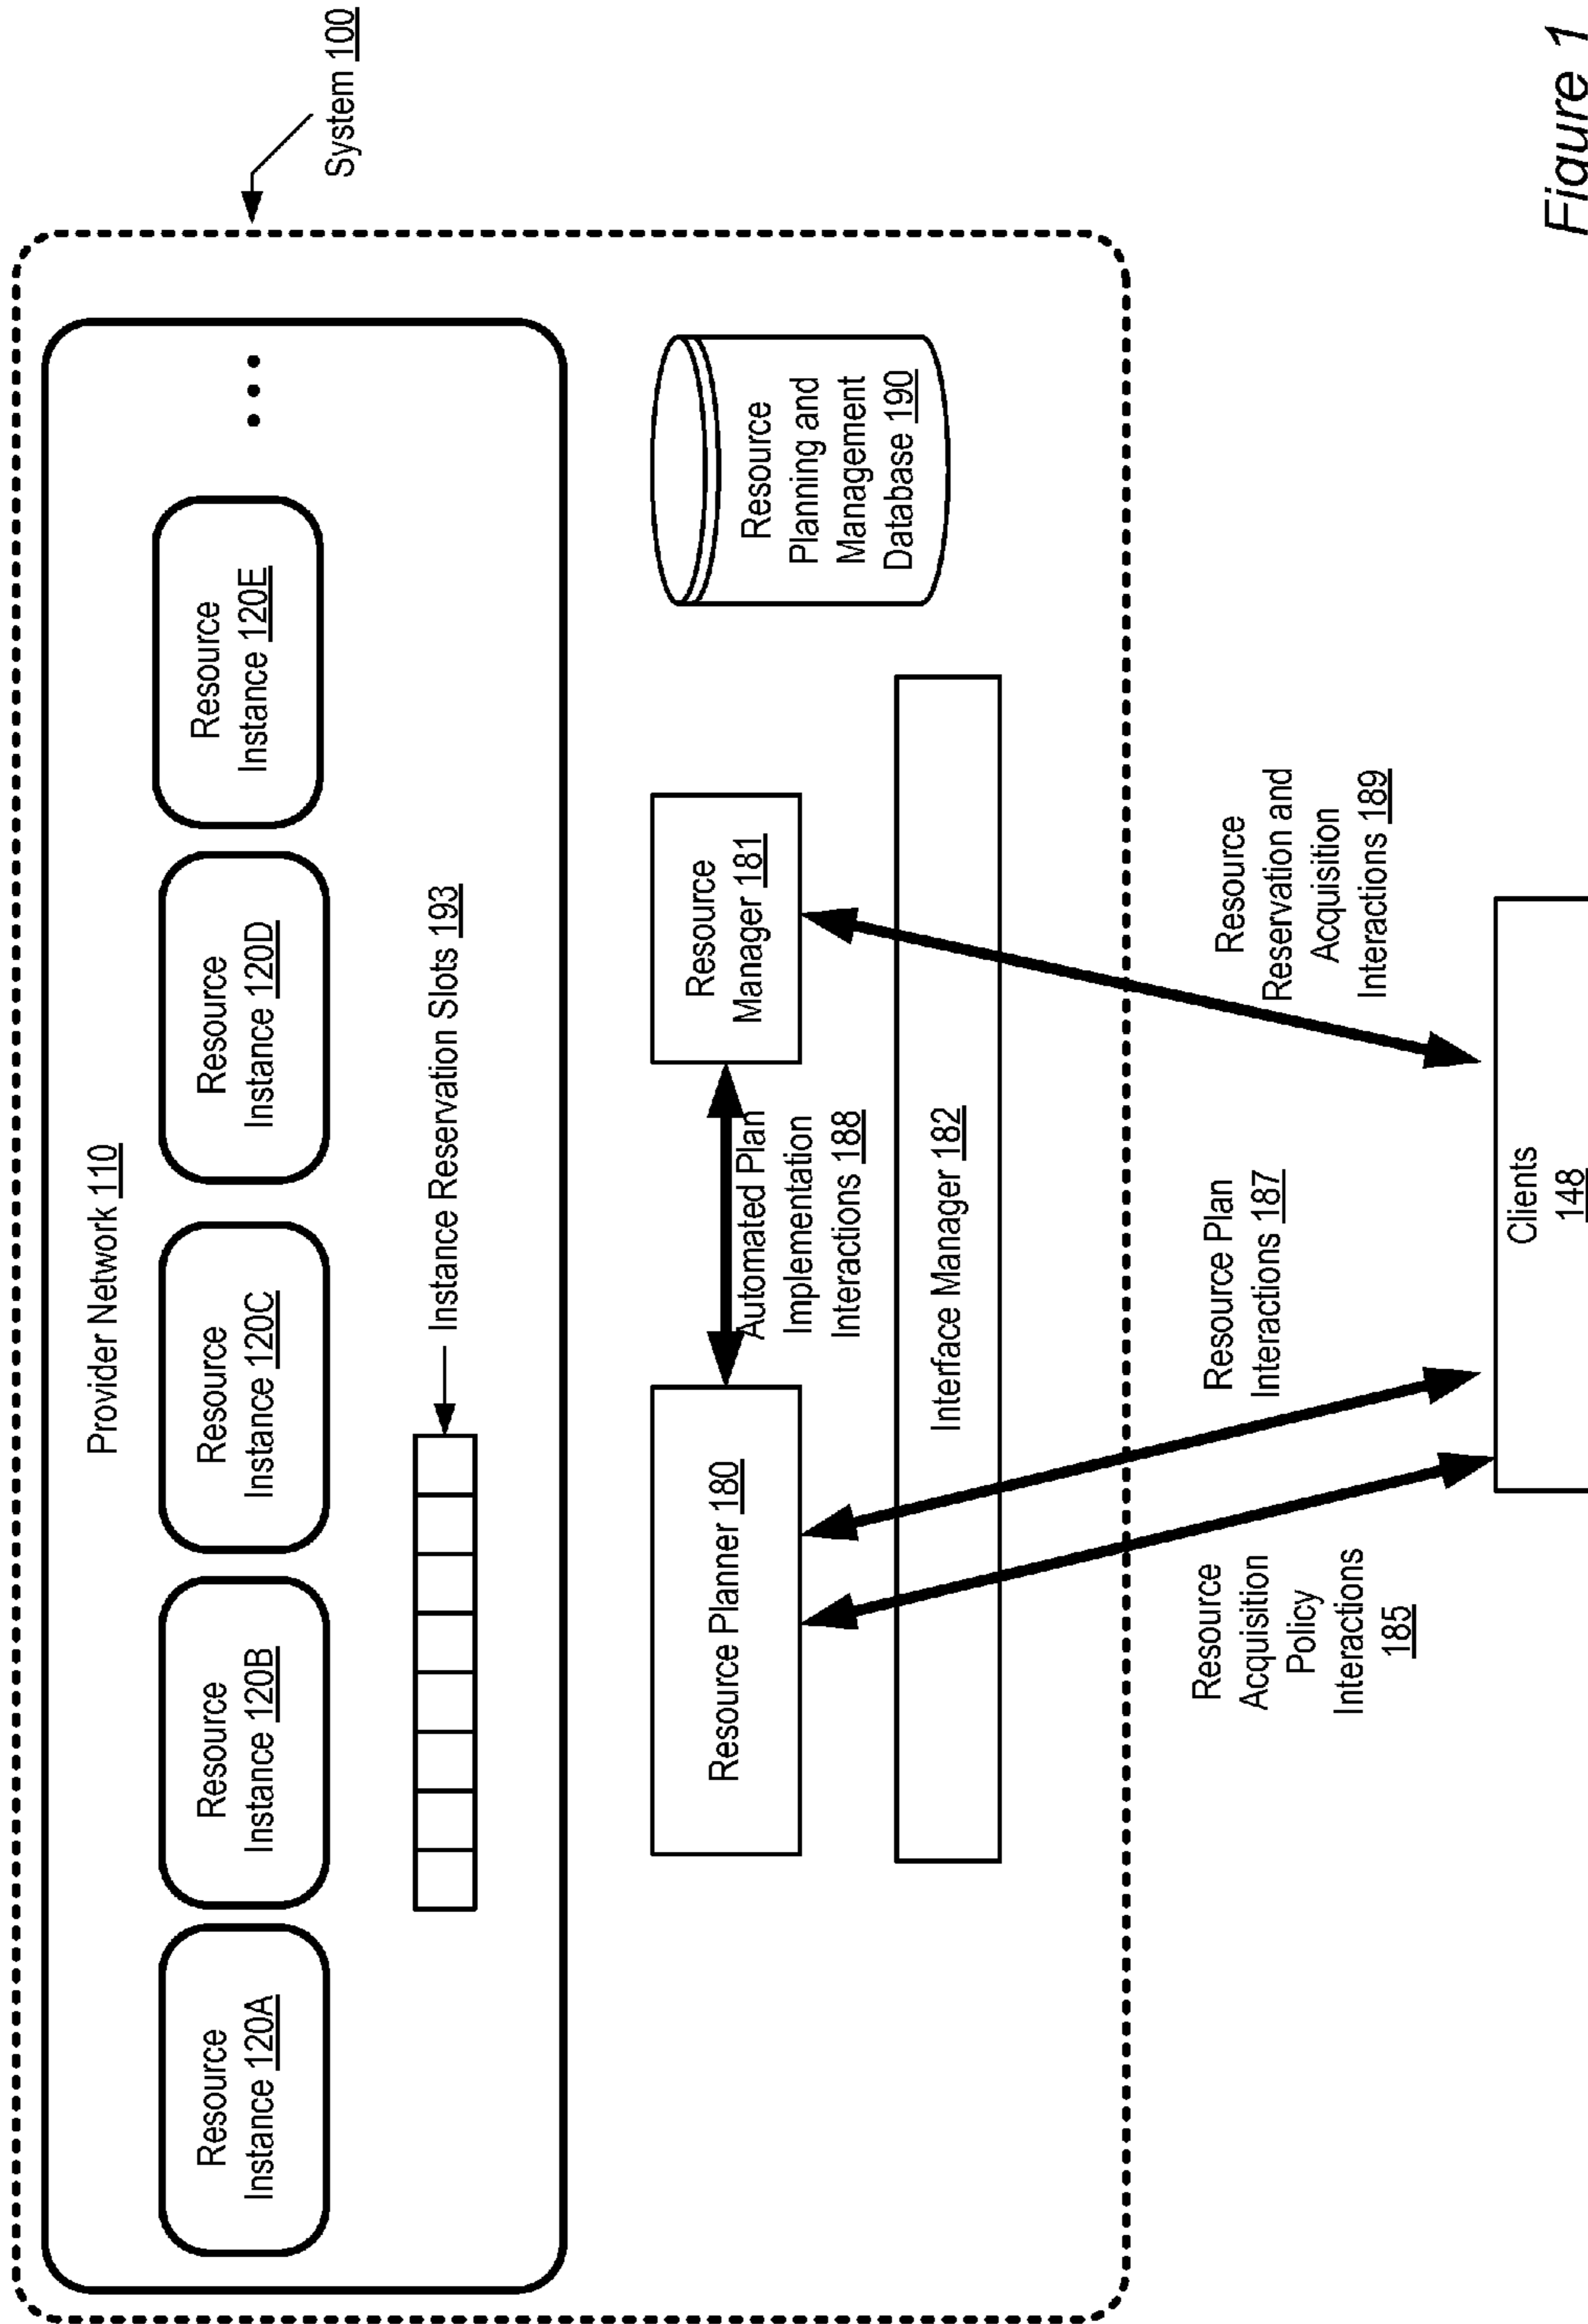 System 100
Provider Network 110
Resource
Instance 120A
Resource
Instance 120B
Resource
Instance 120C
Resource
Instance 120D
Resource
Instance 120E
Instance Reservation Slots 193
Resource Planner 180
Automated Plan
Implementation
Interactions 188
Resource
Manager 181
Resource
Planning and
Management
Database 190
Interface Manager 182
Resource
Acquisition
Policy
Interactions
185
Resource Plan
Interactions 187
Resource
Reservation and
Acquisition
Interactions 189
Clients
148
Figure 1